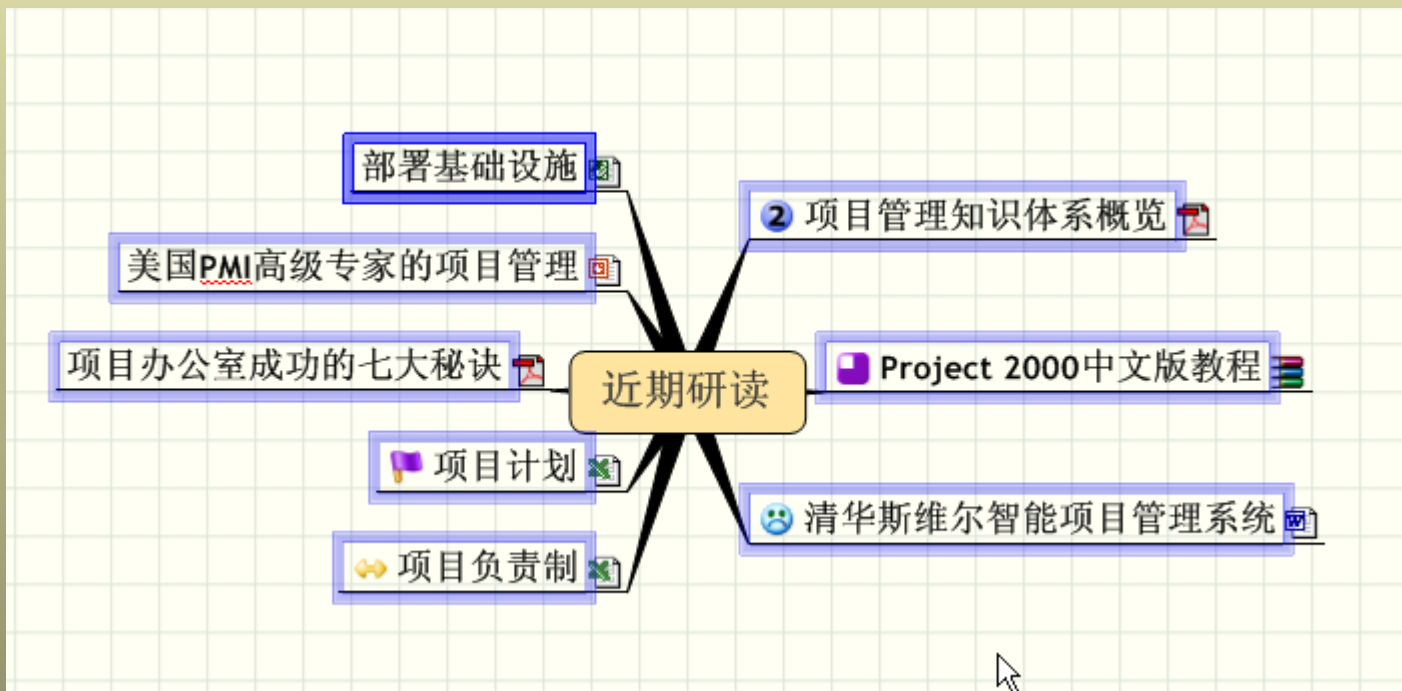 部署基础设施
② 项目管理知识体系概览
美国PMI高级专家的项目管理
项目办公室成功的七大秘诀
近期研读
Project 2000中文版教程
项目计划
清华斯维尔智能项目管理系统
项目负责制